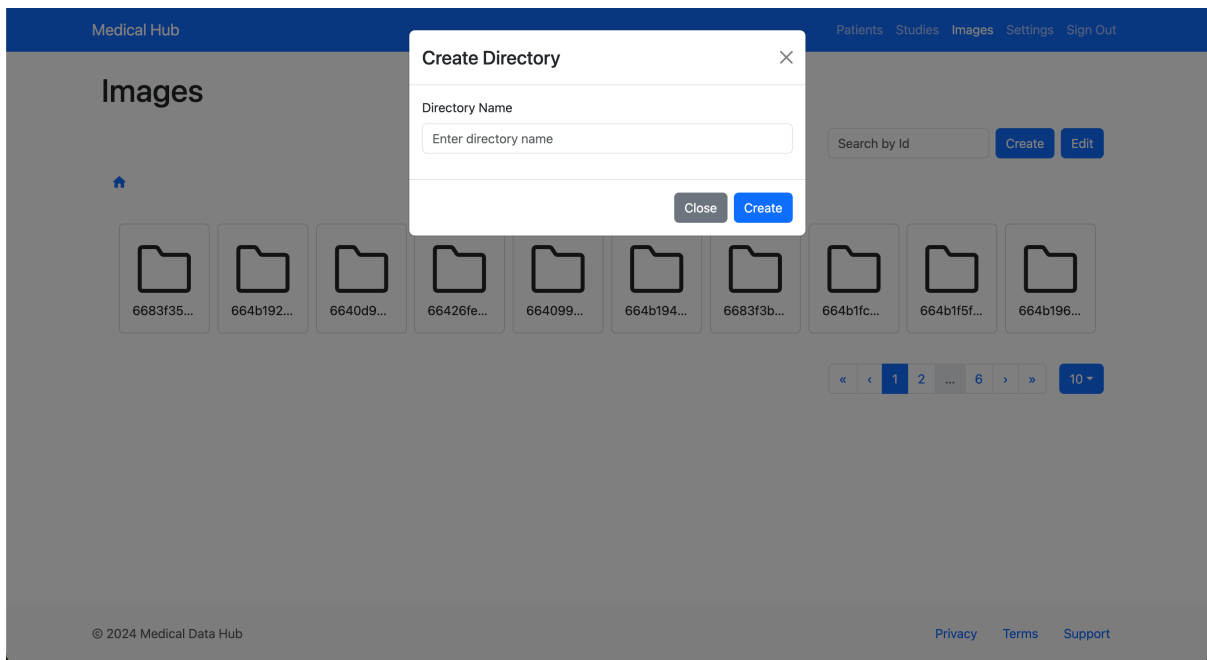 Medical Hub
Patients Studies Images Settings Sign Out
Create Directory
Images
Directory Name
Enter directory name
Search by Id
Create
Edit
Close
Create
6683f35...
664b192...
6640d9...
66426fe...
664099...
664b194...
6683f3b...
664b1fc...
664b1f5f...
664b196...
« ‹ 1 2 ... 6 › » 10
© 2024 Medical Data Hub
Privacy Terms Support